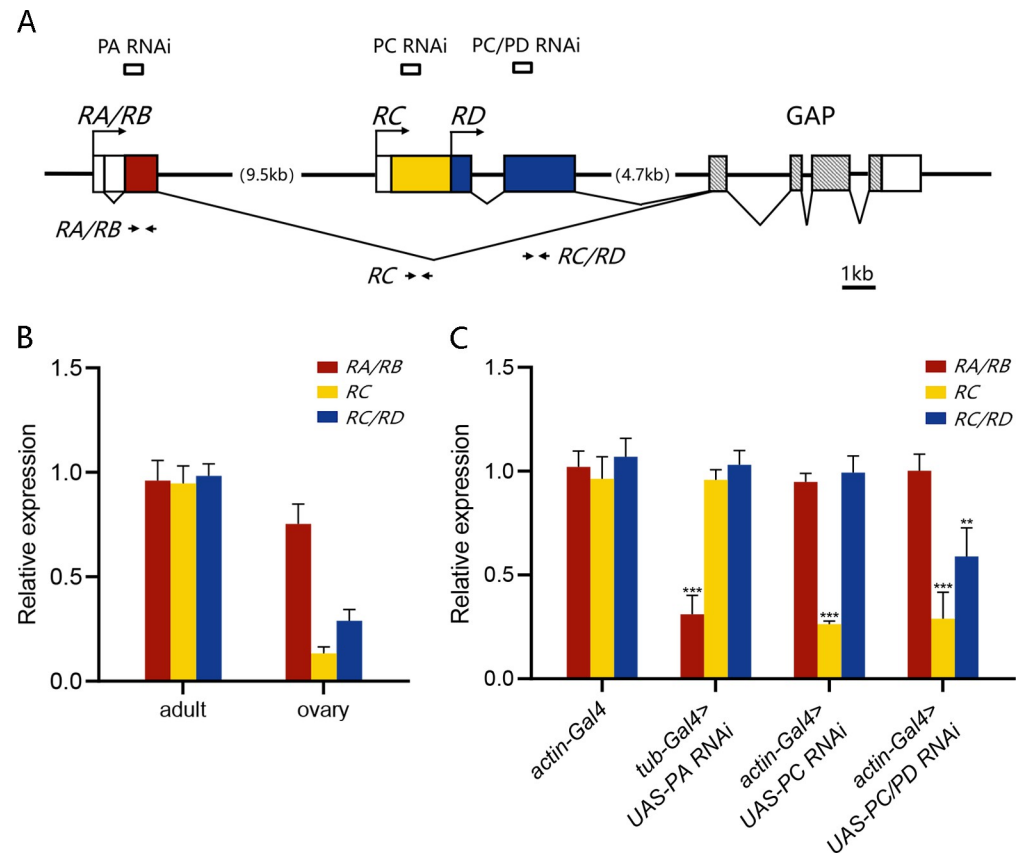 A
PA RNAi
PC RNAi
PC/PD RNAi
RA/RB
RC
RD
GAP
(9.5kb)
(4.7kb)
RA/RB
RC
RC/RD
1kb
B
1.5
1.0
0.5
0.0
Relative expression
RA/RB
RC
RC/RD
adult
ovary
C
1.5
1.0
0.5
0.0
Relative expression
RA/RB
RC
RC/RD
***
***
***
**
actin-Gal4
tub-Gal4>
UAS-PA RNAi
actin-Gal4>
UAS-PC RNAi
actin-Gal4>
UAS-PC/PD RNAi